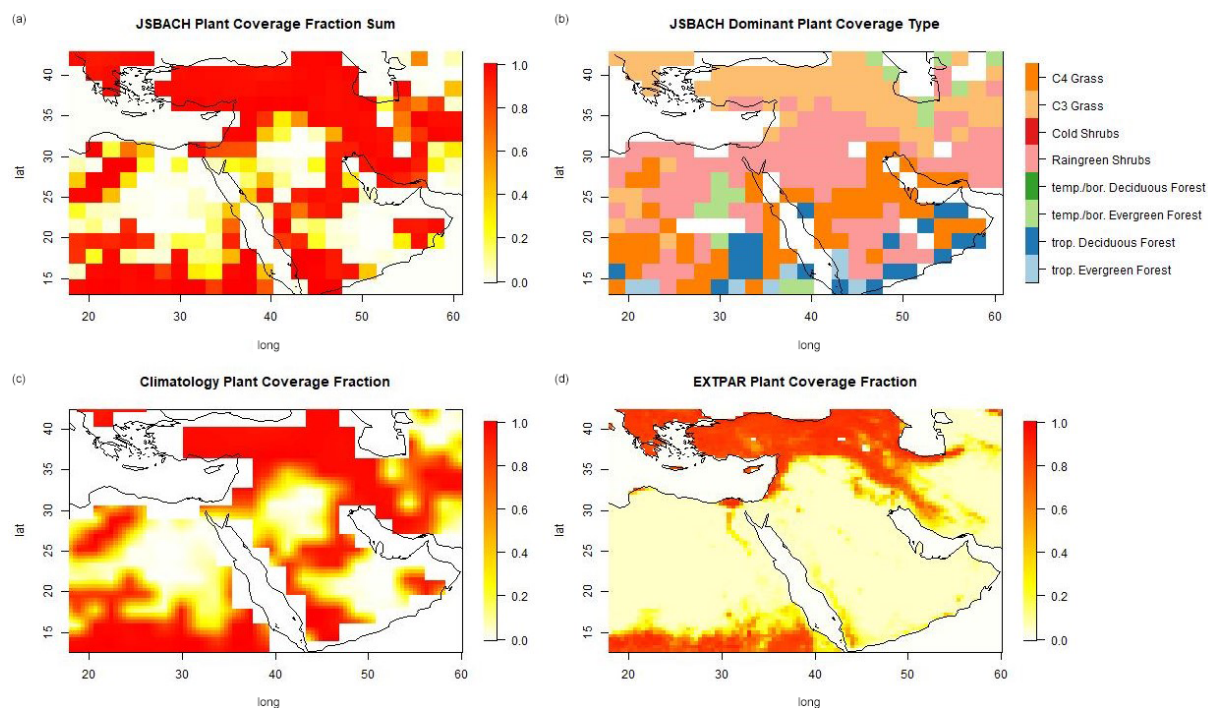 (a)
JSBACH Plant Coverage Fraction Sum
lat
40
35
30
25
20
15
20
30
40
50
60
long
1.0
0.8
0.6
0.4
0.2
0.0
(b)
JSBACH Dominant Plant Coverage Type
lat
40
35
30
25
20
15
20
30
40
50
60
long
C4 Grass
C3 Grass
Cold Shrubs
Raingreen Shrubs
temp./bor. Deciduous Forest
temp./bor. Evergreen Forest
trop. Deciduous Forest
trop. Evergreen Forest
(c)
Climatology Plant Coverage Fraction
lat
40
35
30
25
20
15
20
30
40
50
60
long
1.0
0.8
0.6
0.4
0.2
0.0
(d)
EXTPAR Plant Coverage Fraction
lat
40
35
30
25
20
15
20
30
40
50
60
long
1.0
0.8
0.6
0.4
0.2
0.0